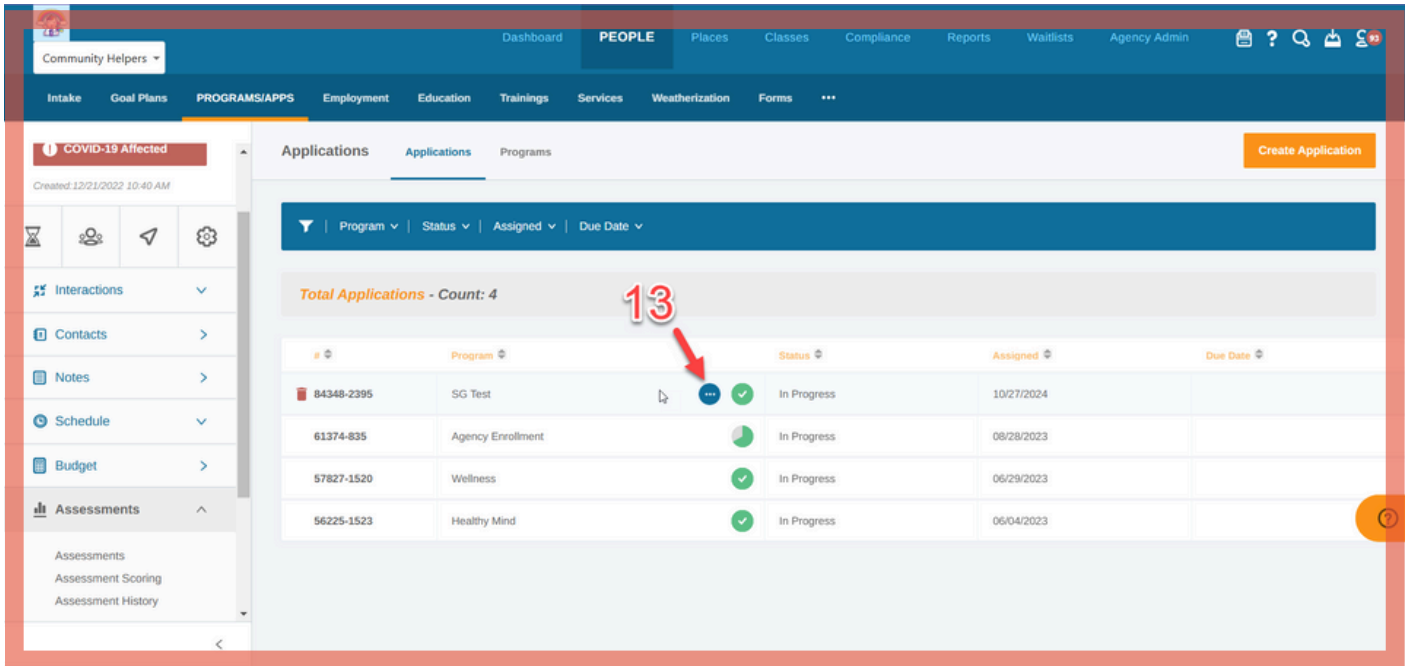 Dashboard PEOPLE Places Classes Compliance Reports Waitlists Agency Admin ? 93
Community Helpers
Intake Goal Plans PROGRAMS/APPS Employment Education Trainings Services Weatherization Forms ...
COVID-19 Affected
Created:12/21/2022 10:40 AM
Interactions
Contacts
Notes
Schedule
Budget
Assessments
Assessments
Assessment Scoring
Assessment History
Applications Applications Programs Create Application
Program | Status | Assigned | Due Date
Total Applications - Count: 4
13
# Program Status Assigned Due Date
84348-2395 SG Test In Progress 10/27/2024
61374-835 Agency Enrollment In Progress 08/28/2023
57827-1520 Wellness In Progress 06/29/2023
56225-1523 Healthy Mind In Progress 06/04/2023
?